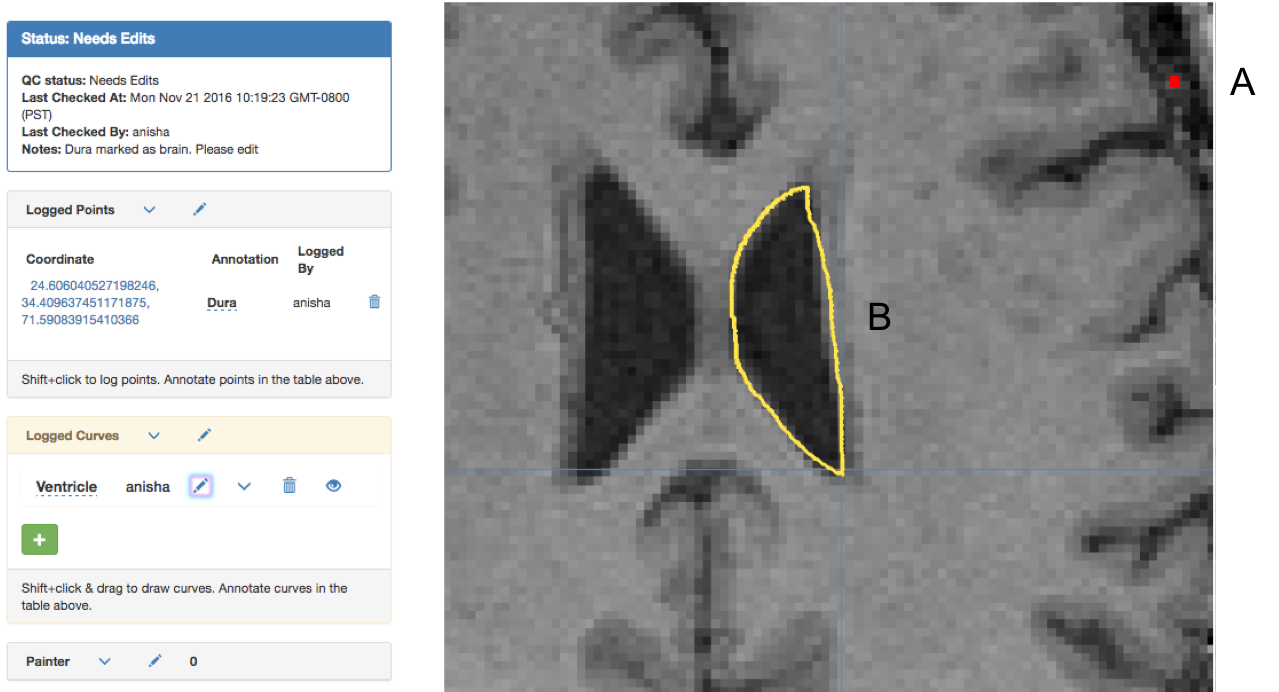 Status: Needs Edits
QC status: Needs Edits
Last Checked At: Mon Nov 21 2016 10:19:23 GMT-0800
(PST)
Last Checked By: anisha
Notes: Dura marked as brain. Please edit
Logged Points
Coordinate Annotation Logged By
24.606040527198246,
34.409637451171875,
71.59083915410366
Dura anisha
Shift+click to log points. Annotate points in the table above.
Logged Curves
Ventricle anisha
+
Shift+click & drag to draw curves. Annotate curves in the
table above.
Painter 0
A
B